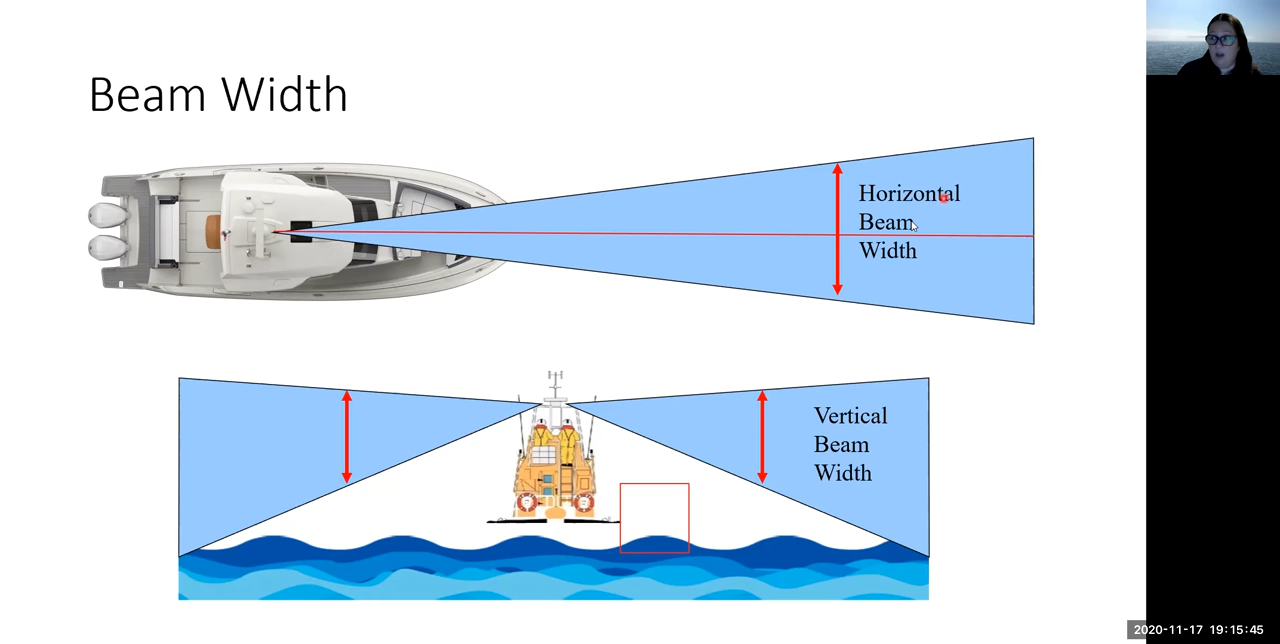 Beam Width
Horizontal
Beam
Width
Vertical
Beam
Width
2020-11-17 19:15:45